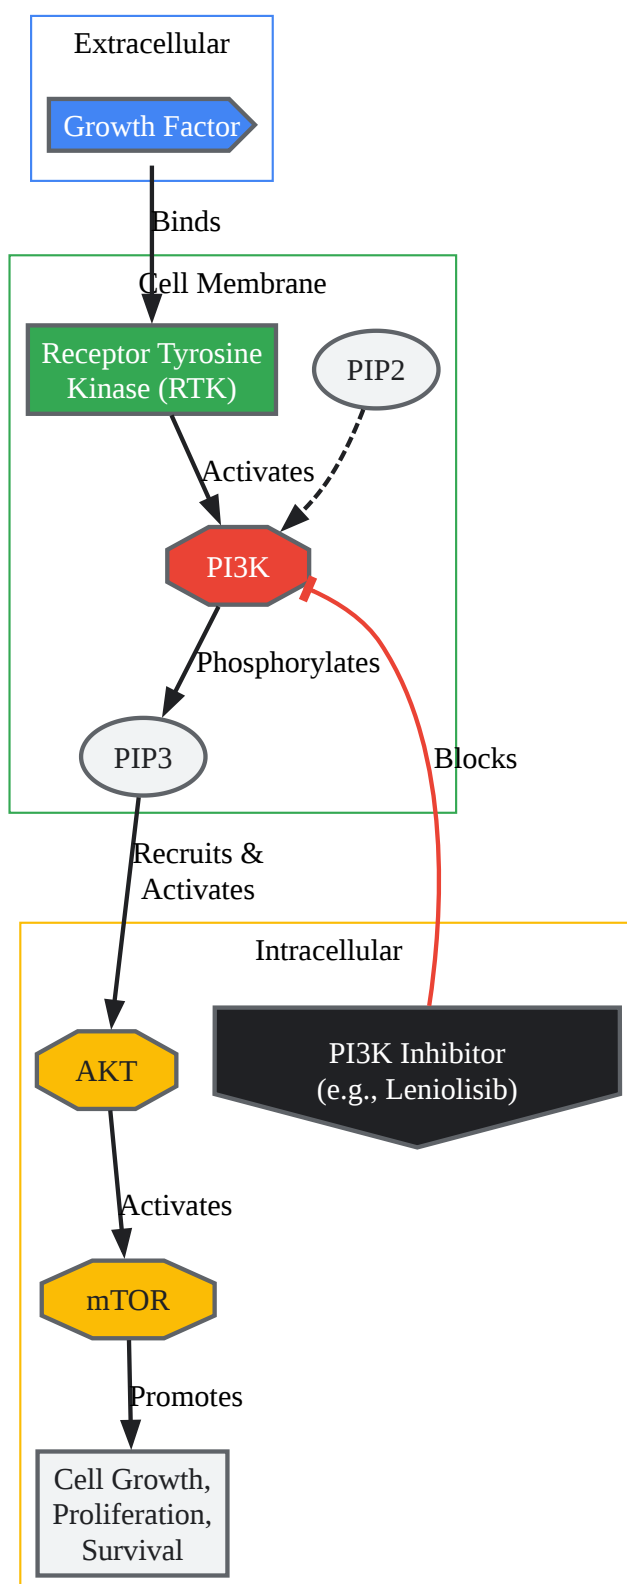 Extracellular
Growth Factor
Binds
Cell Membrane
Receptor Tyrosine
Kinase (RTK)
PIP2
Activates
PI3K
Phosphorylates
PIP3
Blocks
Recruits &
Activates
Intracellular
PI3K Inhibitor
(e.g., Leniolisib)
AKT
Activates
mTOR
Promotes
Cell Growth,
Proliferation,
Survival